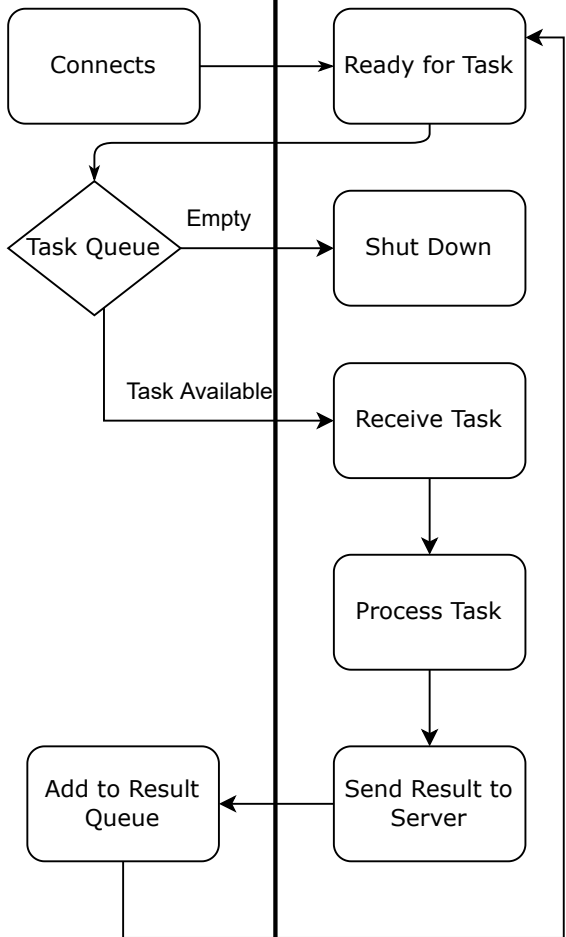 Connects
Ready for Task
Task Queue
Empty
Shut Down
Task Available
Receive Task
Process Task
Add to Result
Queue
Send Result to
Server